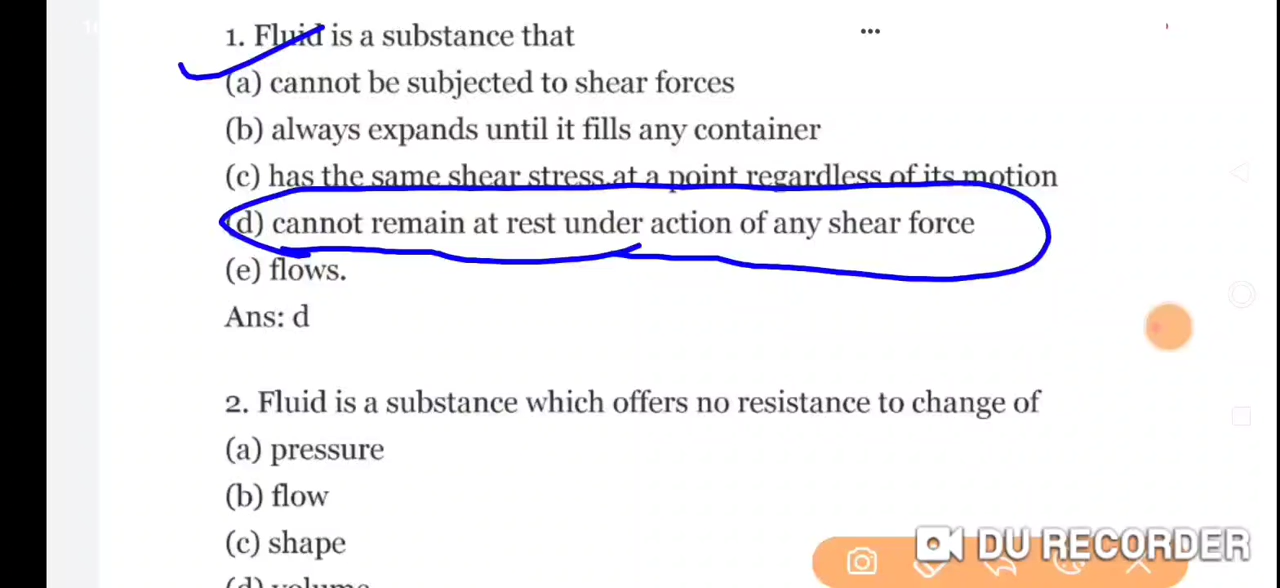 1. Fluid is a substance that
(a) cannot be subjected to shear forces
(b) always expands until it fills any container
(c) has the same shear stress at a point regardless of its motion
(d) cannot remain at rest under action of any shear force
(e) flows.
Ans: d
2. Fluid is a substance which offers no resistance to change of
(a) pressure
(b) flow
(c) shape
(d) volume
DU RECORDER